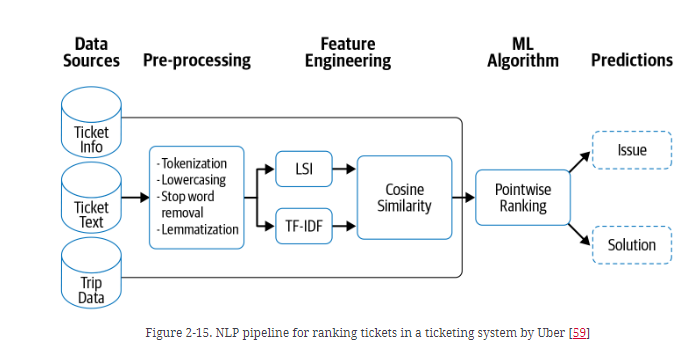 Data
Sources
Pre-processing
Feature
Engineering
ML
Algorithm
Predictions
Ticket
Info
Ticket
Text
Trip
Data
-Tokenization
-Lowercasing
-Stop word
removal
-Lemmatization
LSI
TF-IDF
Cosine
Similarity
Pointwise
Ranking
Issue
Solution
Figure 2-15. NLP pipeline for ranking tickets in a ticketing system by Uber [59]